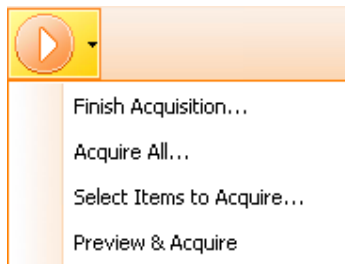 Finish Acquisition...
Acquire All...
Select Items to Acquire...
Preview & Acquire